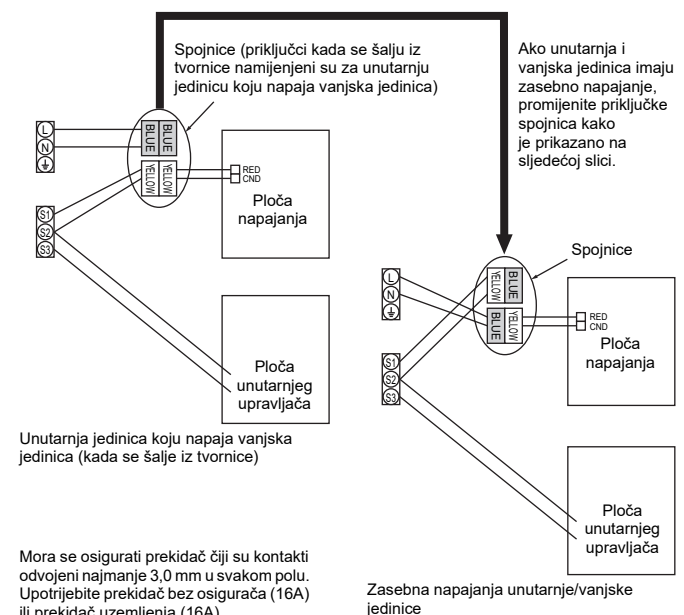 Spojnice (priključci kada se šalju iz
tvornice namijenjeni su za unutarnju
jedinicu koju napaja vanjska jedinica)
Ako unutarnja i
vanjska jedinica imaju
zasebno napajanje,
promijenite priključke
spojnica kako
je prikazano na
sljedećoj slici.
L
N
BLUE BLUE
YELLOW YELLOW
RED
CND
Ploča
napajanja
S1
S2
S3
Ploča
unutarnjeg
upravljača
Unutarnja jedinica koju napaja vanjska
jedinica (kada se šalje iz tvornice)
Spojnice
L
N
YELLOW BLUE
BLUE YELLOW
RED
CND
Ploča
napajanja
S1
S2
S3
Ploča
unutarnjeg
upravljača
Zasebna napajanja unutarnje/vanjske
jedinice
Mora se osigurati prekidač čiji su kontakti
odvojeni najmanje 3,0 mm u svakom polu.
Upotrijebite prekidač bez osigurača (16A)
ili prekidač uzemljenja (16A)